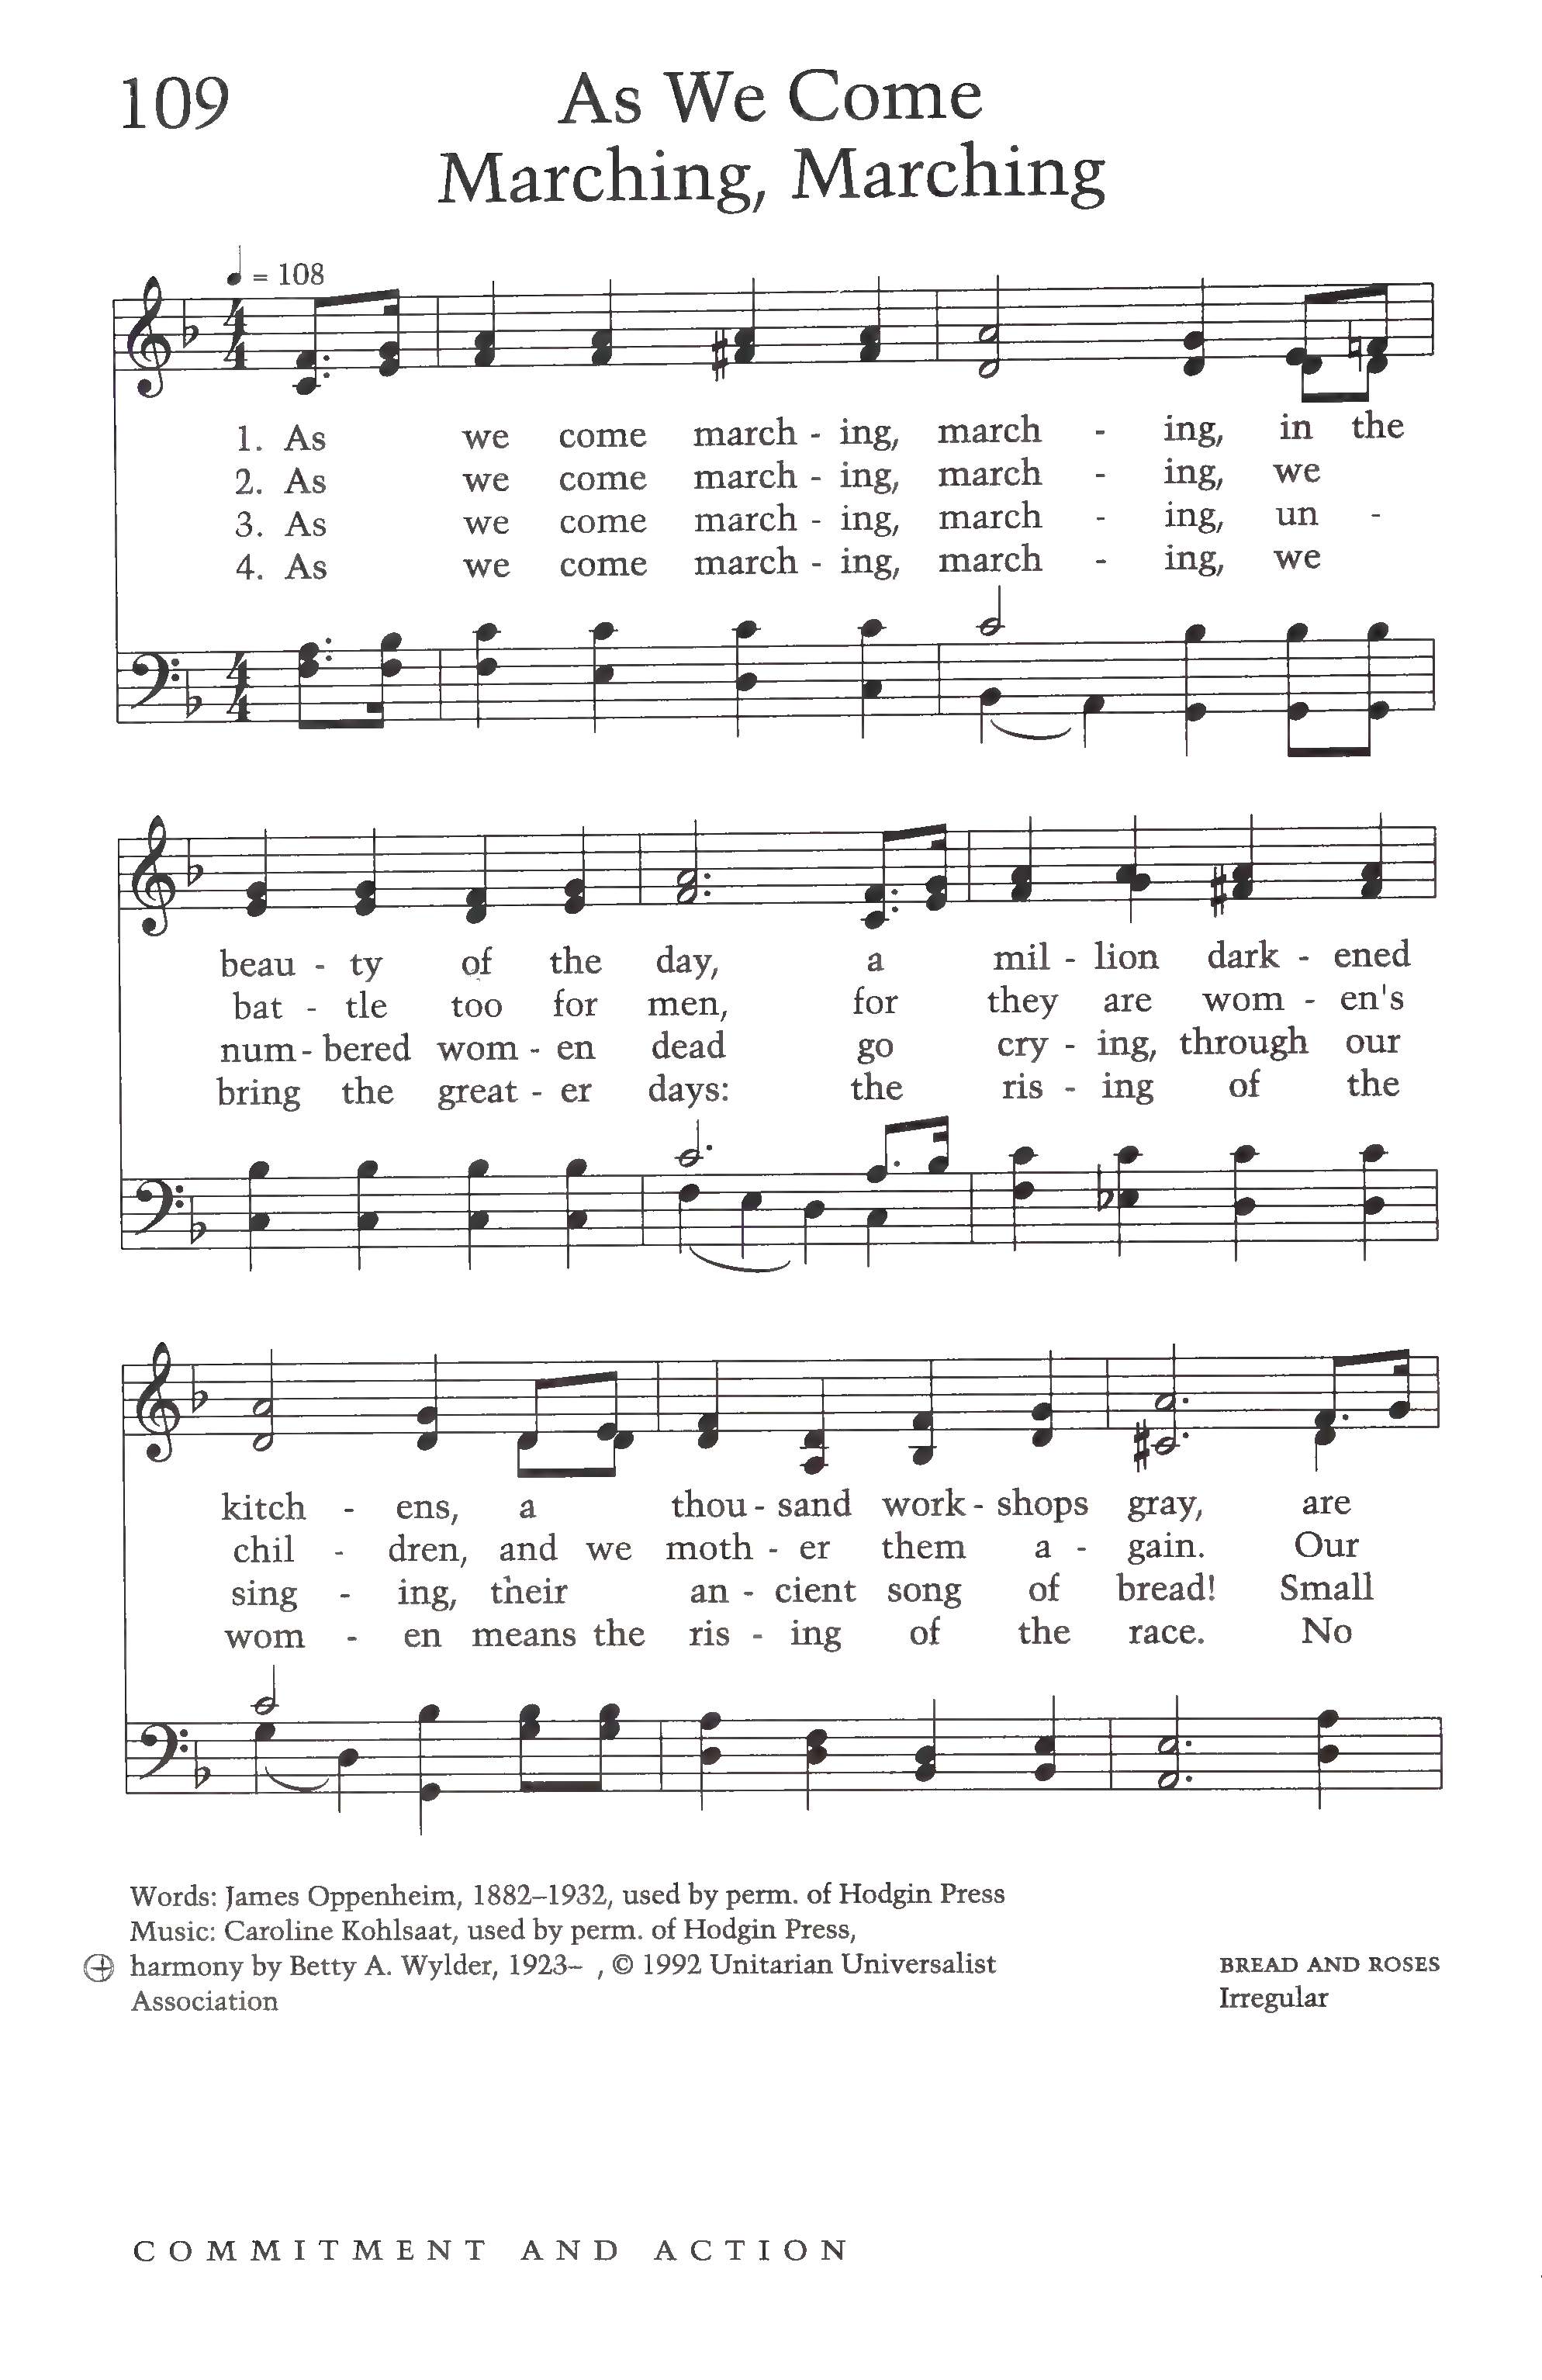 109
As We Come
Marching, Marching
♩ = 108
1. As we come march - ing, march - ing, in the
2. As we come march - ing, march - ing, we
3. As we come march - ing, march - ing, un -
4. As we come march - ing, march - ing, we
beau - ty of the day, a mil - lion dark - ened
bat - tle too for men, for they are wom - en's
num - bered wom - en dead go cry - ing, through our
bring the great - er days: the ris - ing of the
kitch - ens, a thou - sand work - shops gray, are
chil - dren, and we moth - er them a - gain. Our
sing - ing, their an - cient song of bread! Small
wom - en means the ris - ing of the race. No
Words: James Oppenheim, 1882–1932, used by perm. of Hodgin Press
Music: Caroline Kohlsaat, used by perm. of Hodgin Press,
harmony by Betty A. Wylder, 1923– , © 1992 Unitarian Universalist
Association
BREAD AND ROSES
Irregular
COMMITMENT AND ACTION